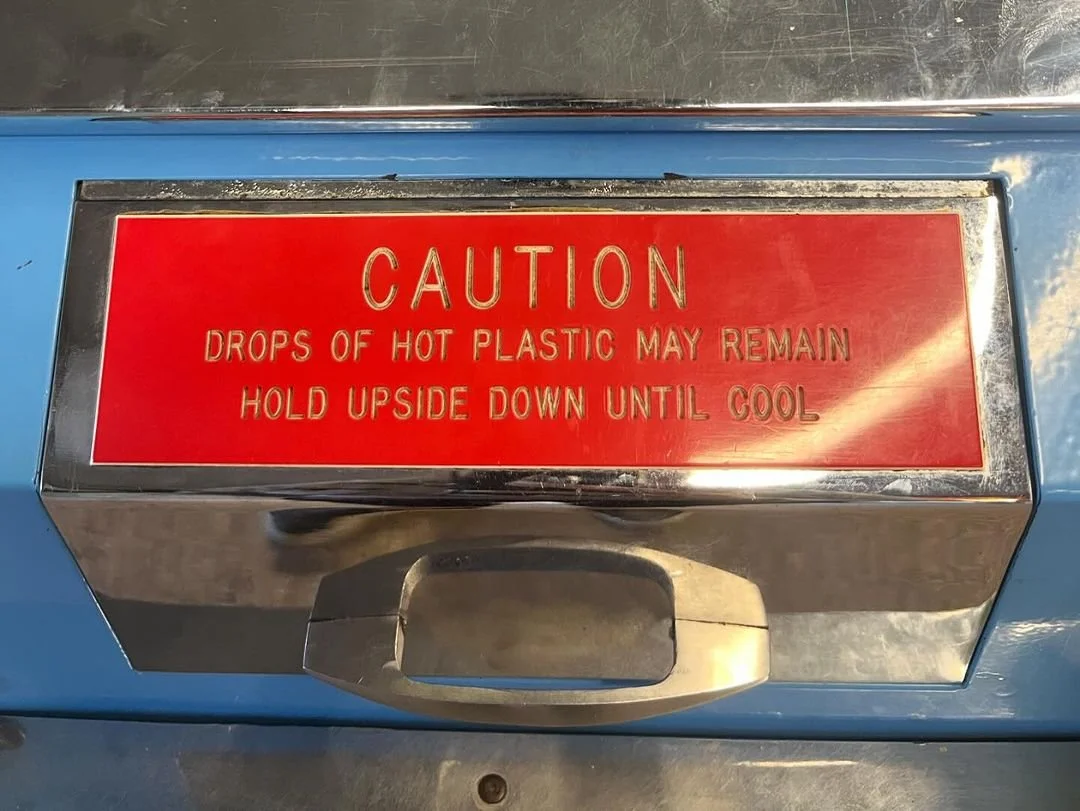 CAUTION
DROPS OF HOT PLASTIC MAY REMAIN
HOLD UPSIDE DOWN UNTIL COOL